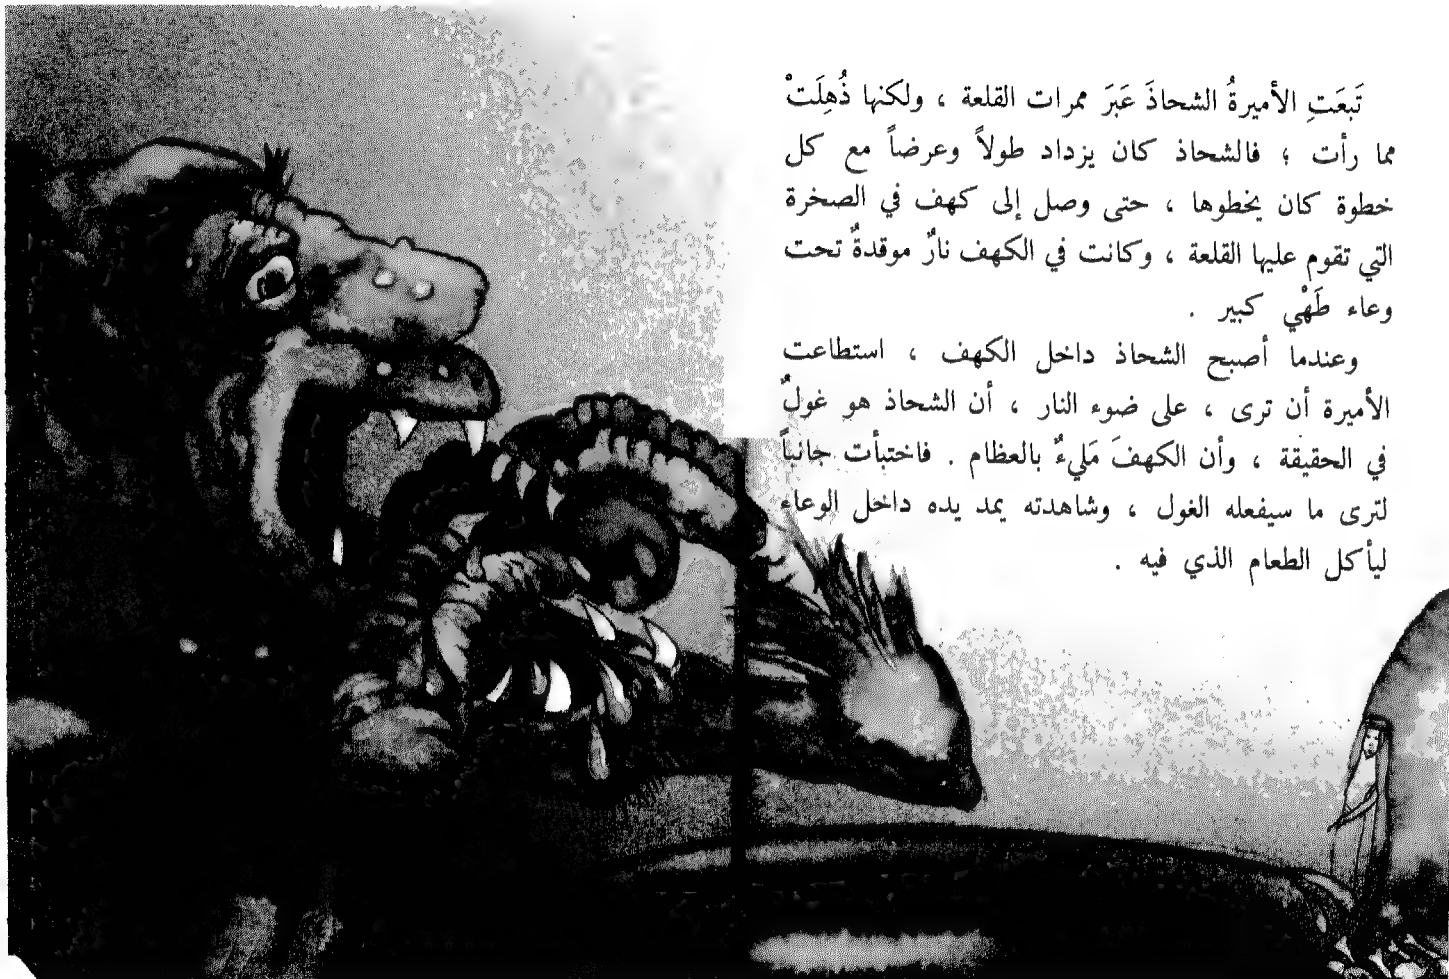 تَبعَتِ الأميرةُ الشحاذَ عَبَرَ ممرات القلعة ، ولكنها ذُهِلَتْ
مما رأت ؛ فالشحاذ كان يزداد طولاً وعرضاً مع كل
خطوة كان يخطوها ، حتى وصل إلى كهف في الصخرة
التي تقوم عليها القلعة ، وكانت في الكهف نارٌ موقدةٌ تحت
وعاء طَهْي كبير .
وعندما أصبح الشحاذ داخل الكهف ، استطاعت
الأميرة أن ترى ، على ضوء النار ، أن الشحاذ هو غولٌ
في الحقيقة ، وأن الكهفَ مَليءٌ بالعظام . فاختبأت جانباً
لترى ما سيفعله الغول ، وشاهدته يمد يده داخل الوعاء
ليأكل الطعام الذي فيه .